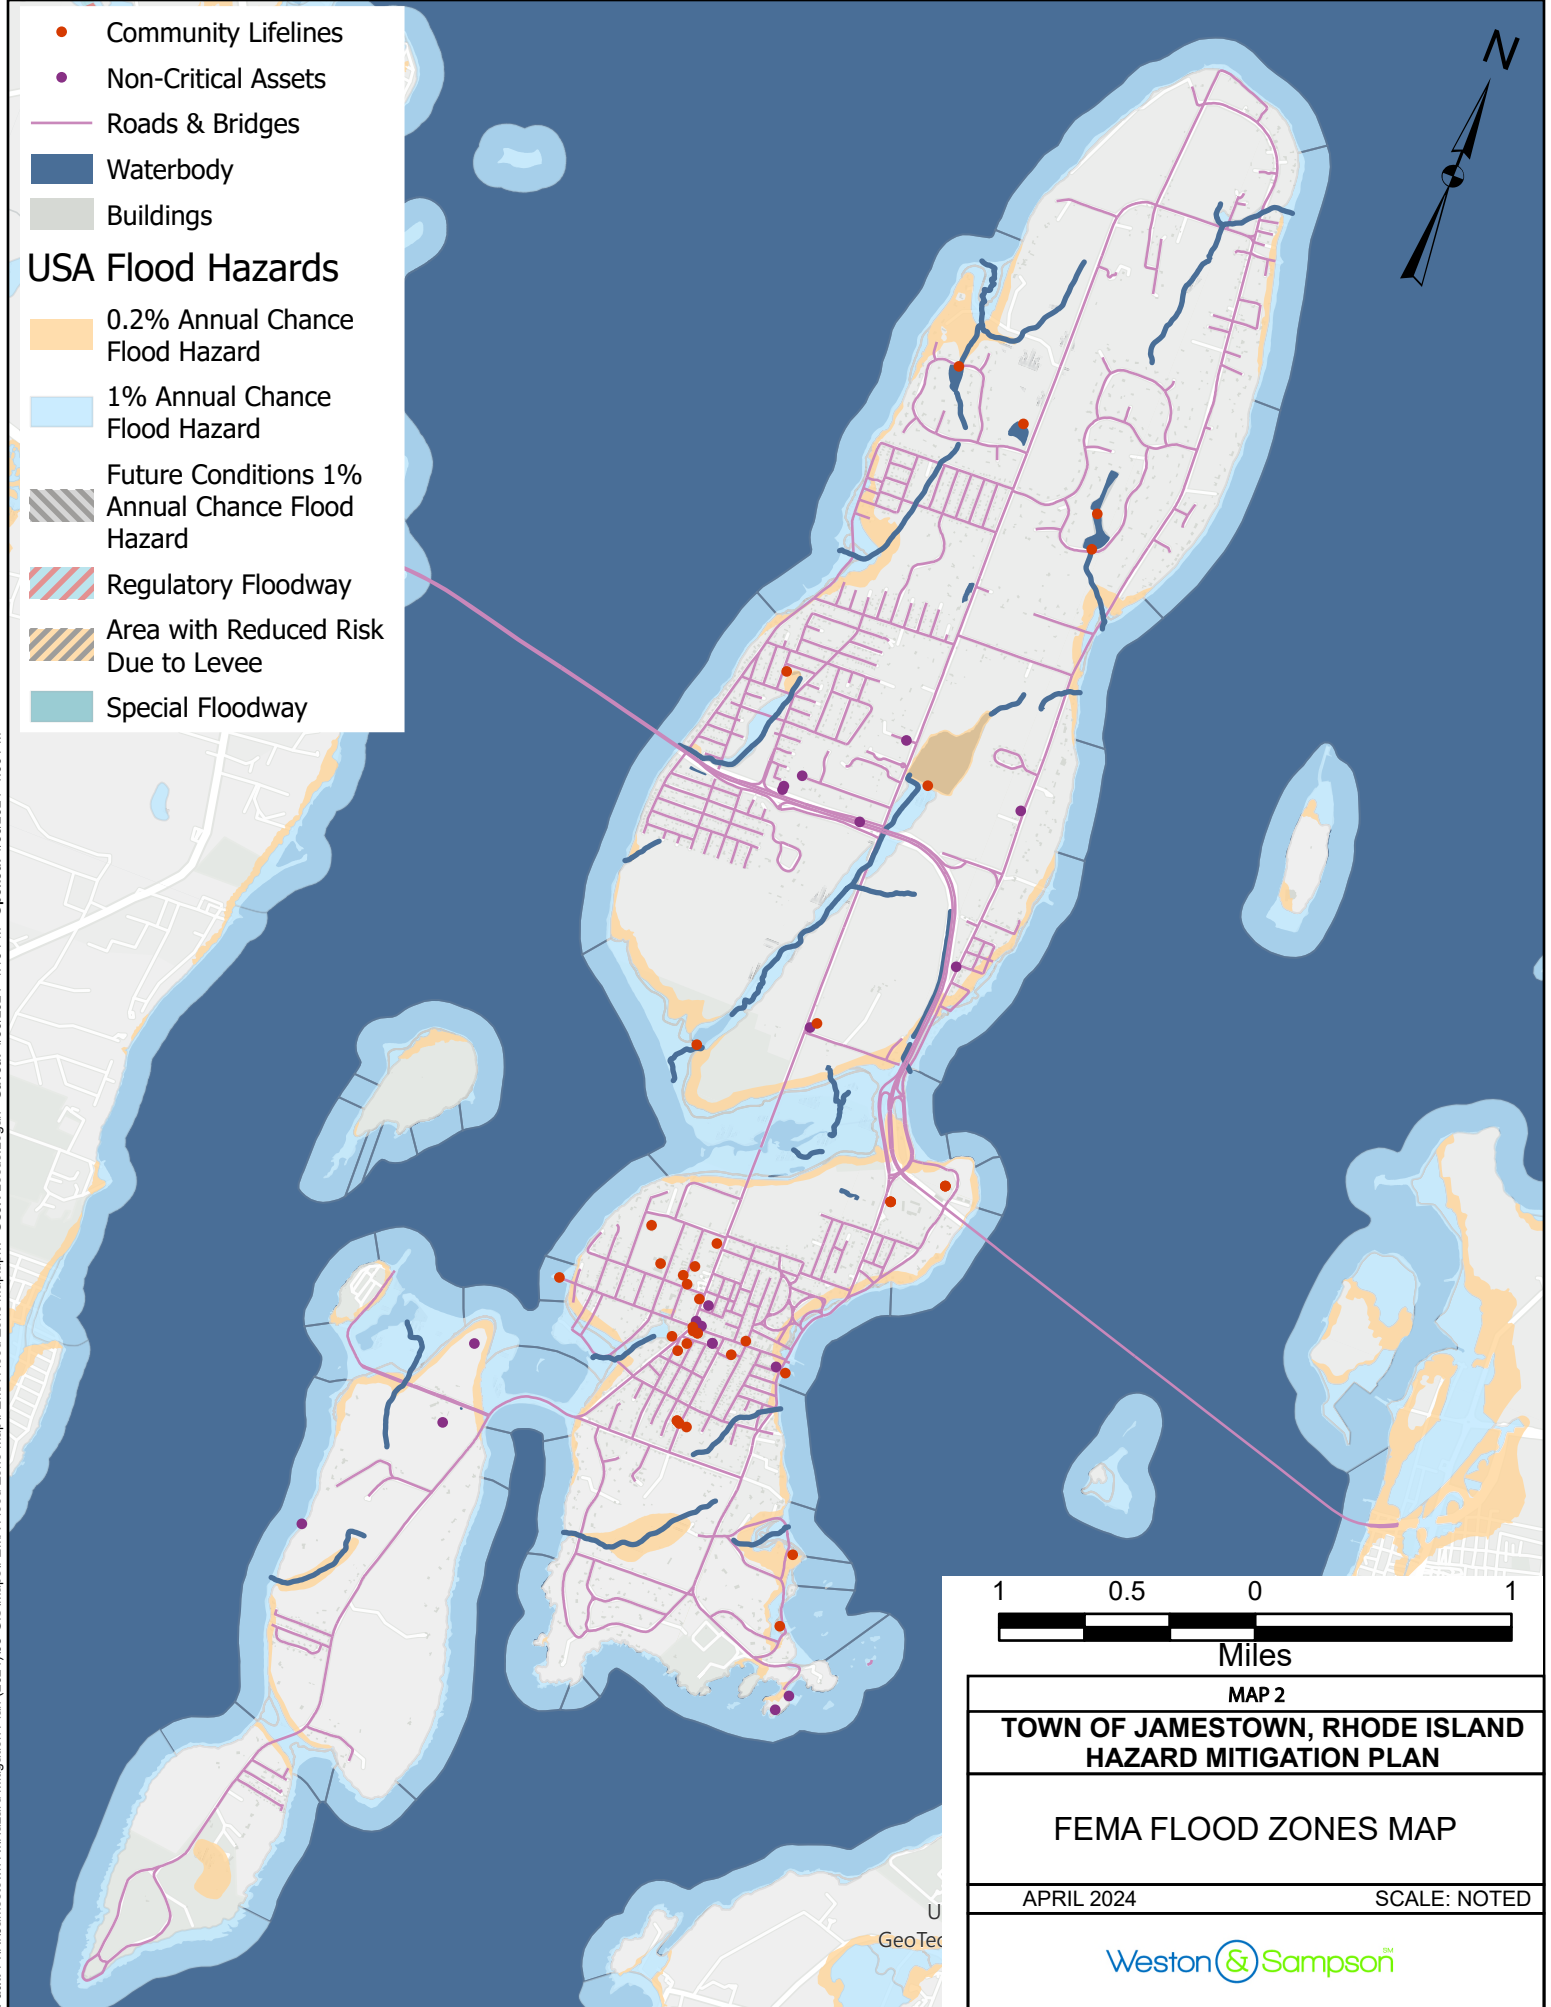 Community Lifelines
Non-Critical Assets
Roads & Bridges
Waterbody
Buildings
USA Flood Hazards
0.2% Annual Chance
Flood Hazard
1% Annual Chance
Flood Hazard
Future Conditions 1%
Annual Chance Flood
Hazard
Regulatory Floodway
Area with Reduced Risk
Due to Levee
Special Floodway
N
1 0.5 0 1
Miles
MAP 2
TOWN OF JAMESTOWN, RHODE ISLAND
HAZARD MITIGATION PLAN
FEMA FLOOD ZONES MAP
APRIL 2024 SCALE: NOTED
Weston & Sampson℠
U
GeoTec